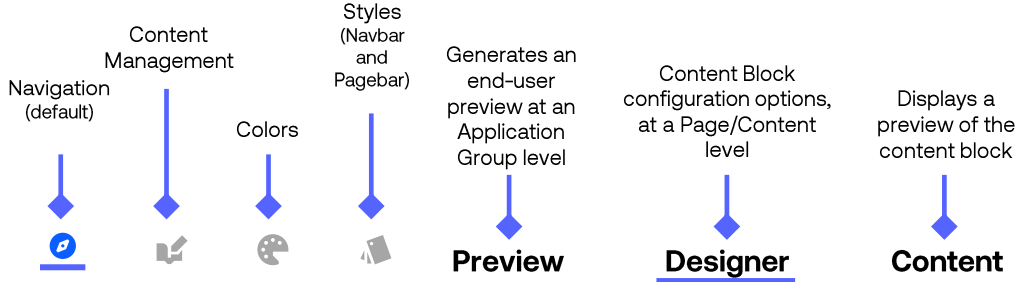 Navigation
(default)
Content
Management
Colors
Styles
(Navbar
and
Pagebar)
Generates an
end-user
preview at an
Application
Group level
Preview
Content Block
configuration options,
at a Page/Content
level
Designer
Displays a
preview of the
content block
Content